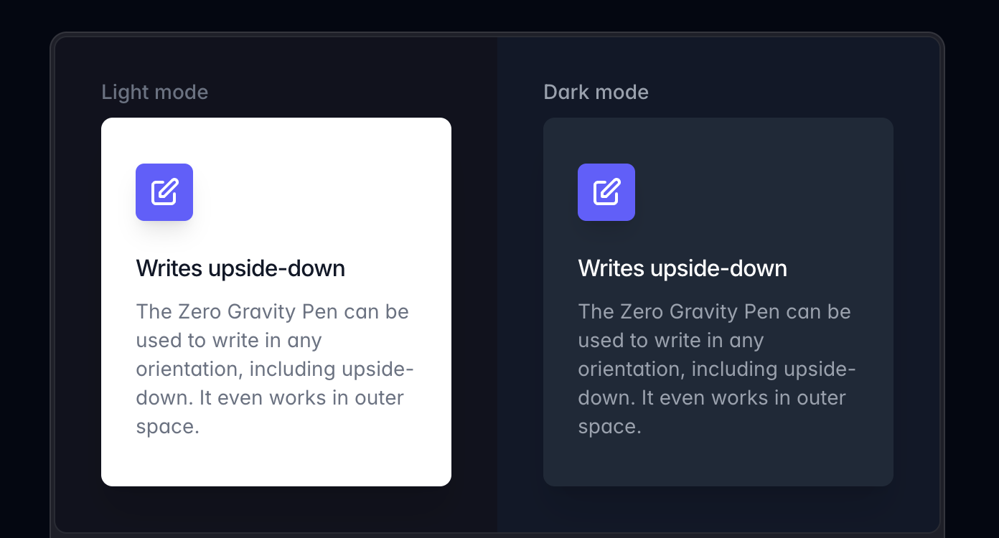 Light mode
Writes upside-down
The Zero Gravity Pen can be
used to write in any
orientation, including upside-
down. It even works in outer
space.
Dark mode
Writes upside-down
The Zero Gravity Pen can be
used to write in any
orientation, including upside-
down. It even works in outer
space.